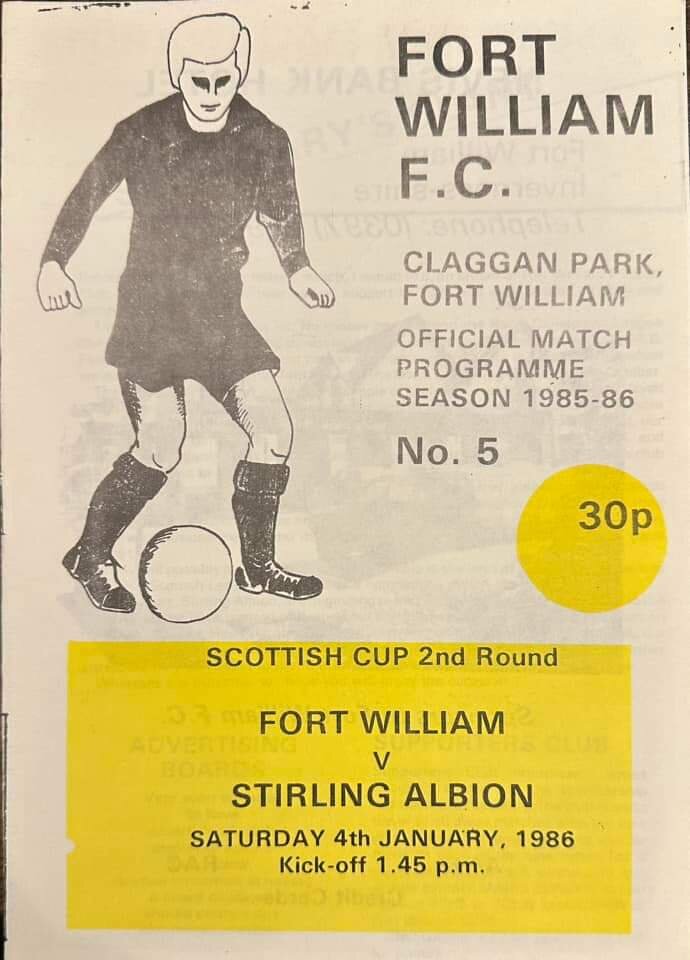 FORT
WILLIAM
F.C.
CLAGGAN PARK,
FORT WILLIAM
OFFICIAL MATCH
PROGRAMME
SEASON 1985-86
No. 5
30p
SCOTTISH CUP 2nd Round
FORT WILLIAM
V
STIRLING ALBION
SATURDAY 4th JANUARY, 1986
Kick-off 1.45 p.m.